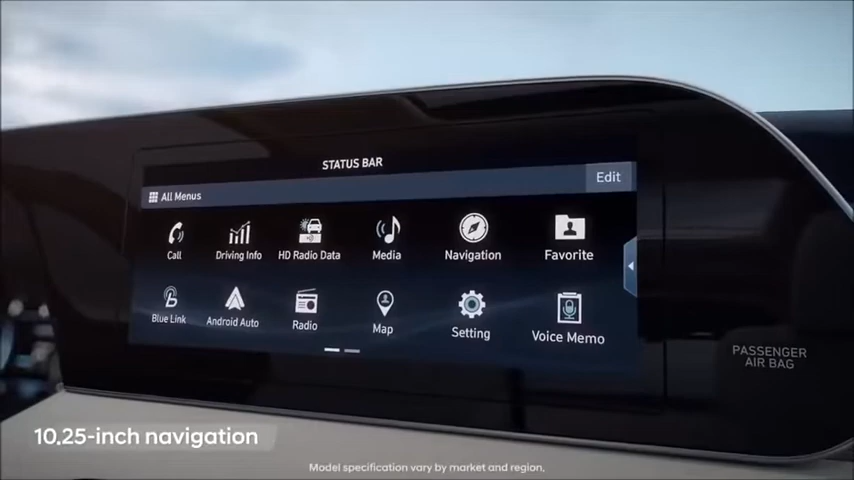 STATUS BAR
All Menus
Edit
Call
Driving Info
HD Radio Data
Media
Navigation
Favorite
Blue Link
Android Auto
Radio
Map
Setting
Voice Memo
PASSENGER
AIR BAG
10.25-inch navigation
Model specification vary by market and region.